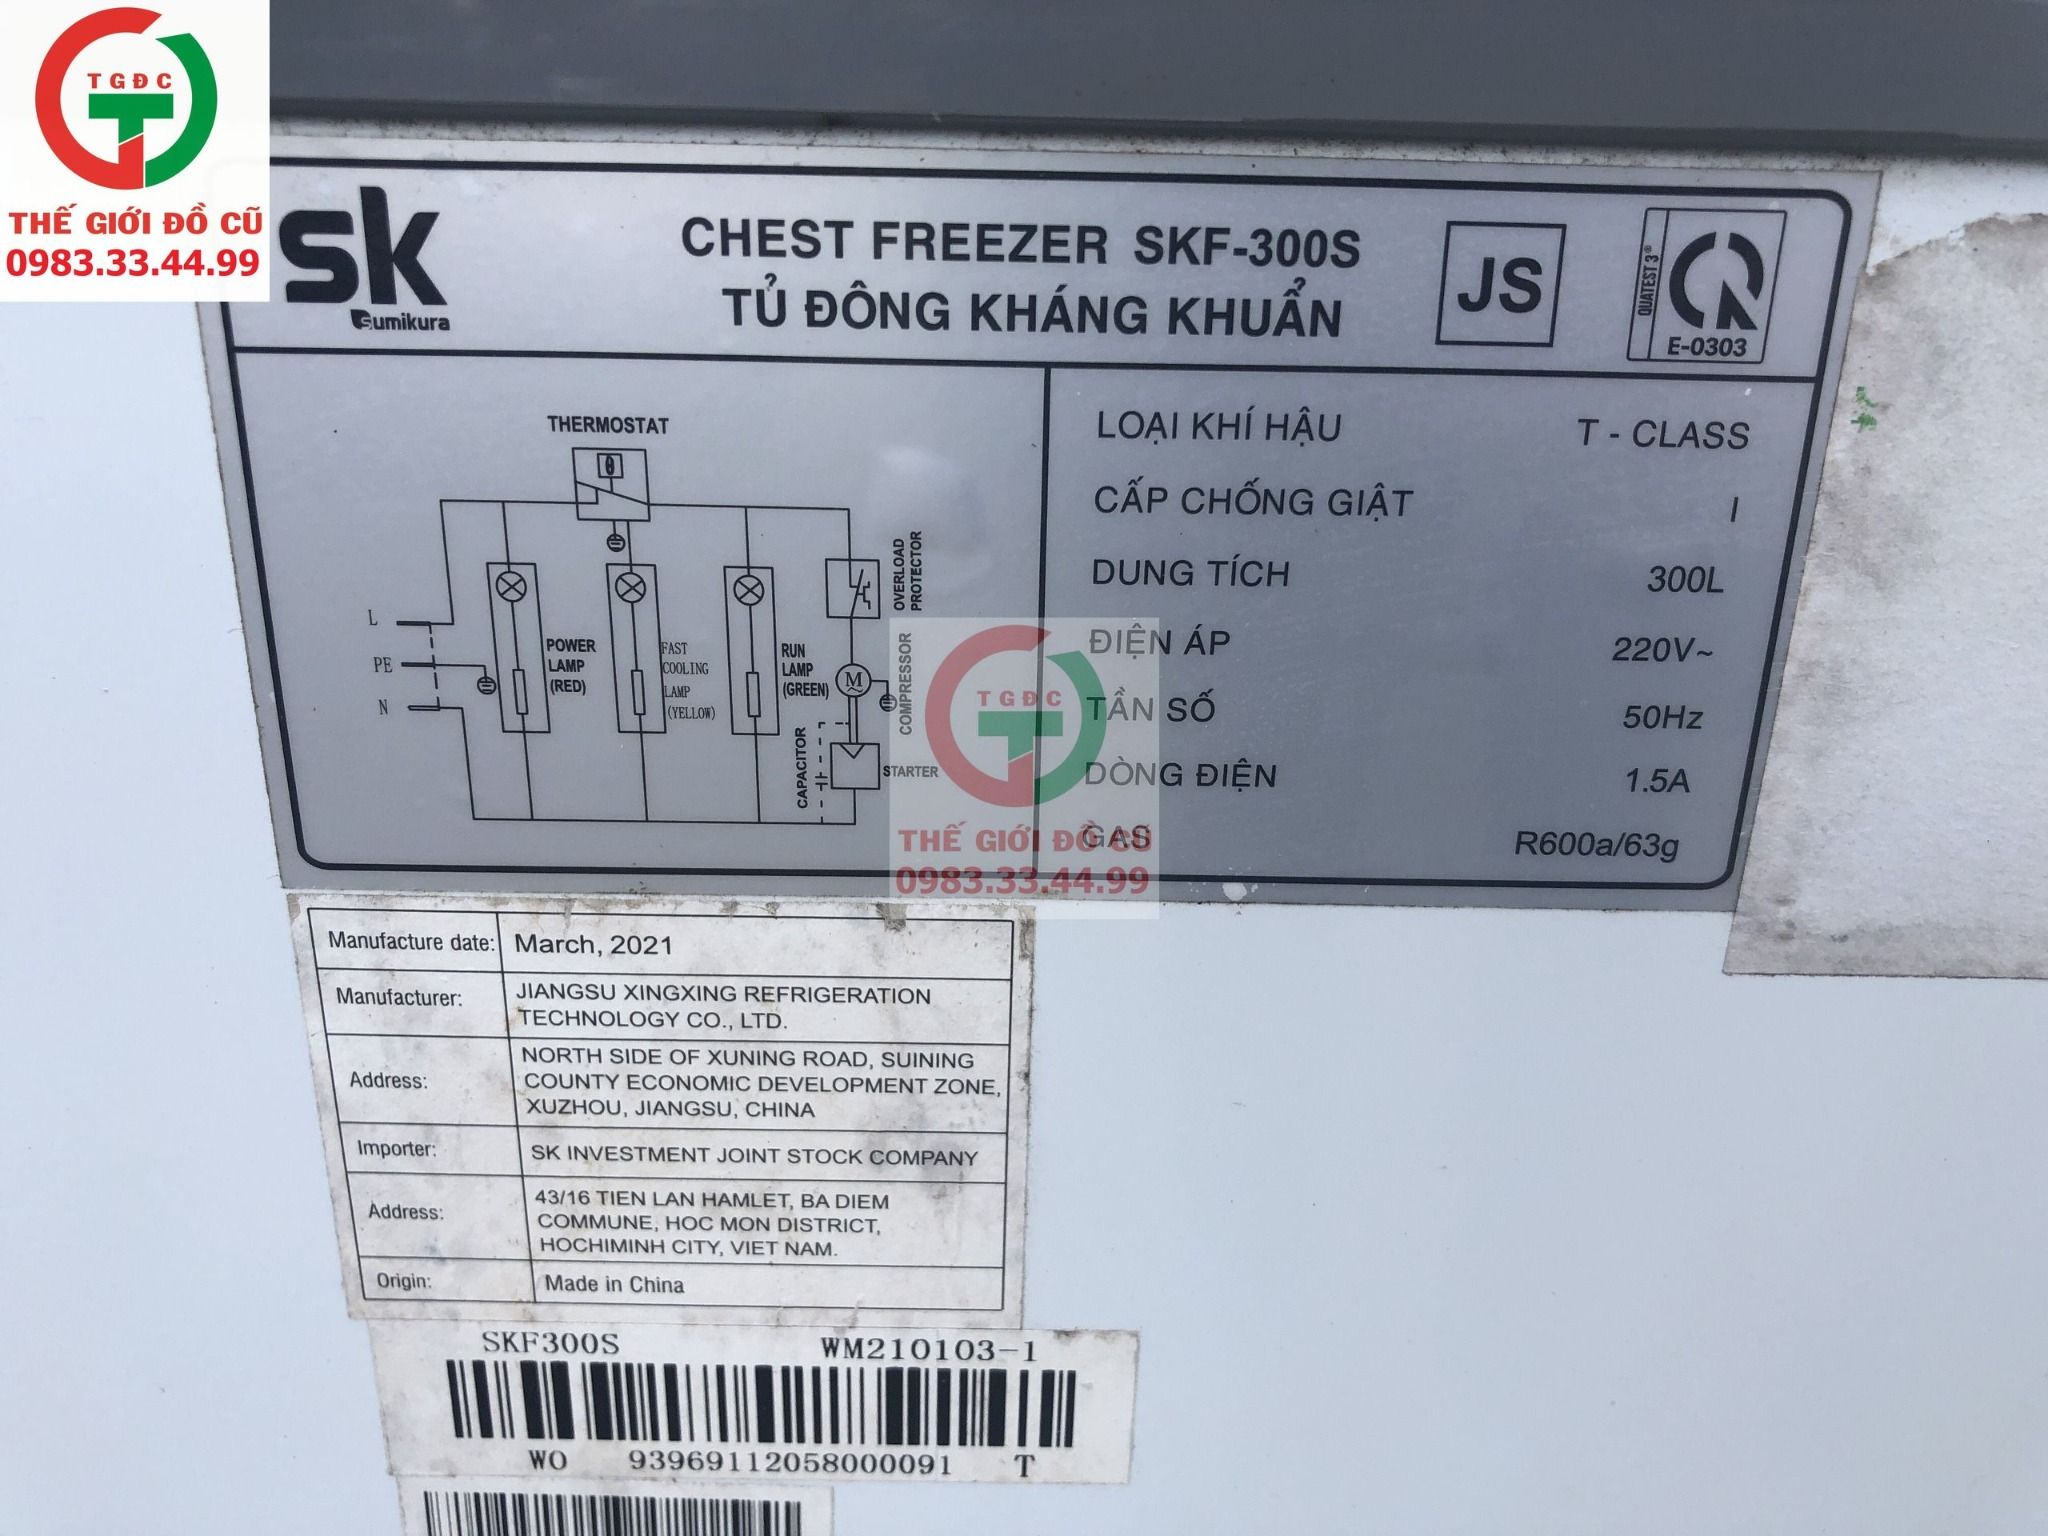 TGĐC
THẾ GIỚI ĐỒ CŨ
0983.33.44.99
sk
Sumikura
CHEST FREEZER SKF-300S
TỦ ĐÔNG KHÁNG KHUẨN
JS
QUATEST 3®
E-0303
THERMOSTAT
L
PE
N
POWER
LAMP
(RED)
FAST
COOLING
LAMP
(YELLOW)
RUN
LAMP
(GREEN)
OVERLOAD
PROTECTOR
M
COMPRESSOR
CAPACITOR
STARTER
LOẠI KHÍ HẬU T - CLASS
CẤP CHỐNG GIẬT I
DUNG TÍCH 300L
ĐIỆN ÁP 220V~
TẦN SỐ 50Hz
DÒNG ĐIỆN 1.5A
GAS R600a/63g
TGĐC
THẾ GIỚI ĐỒ CŨ
0983.33.44.99
Manufacture date: March, 2021
Manufacturer: JIANGSU XINGXING REFRIGERATION
TECHNOLOGY CO., LTD.
Address: NORTH SIDE OF XUNING ROAD, SUINING
COUNTY ECONOMIC DEVELOPMENT ZONE,
XUZHOU, JIANGSU, CHINA
Importer: SK INVESTMENT JOINT STOCK COMPANY
Address: 43/16 TIEN LAN HAMLET, BA DIEM
COMMUNE, HOC MON DISTRICT,
HOCHIMINH CITY, VIET NAM.
Origin: Made in China
SKF300S WM210103-1
WO 93969112058000091 T